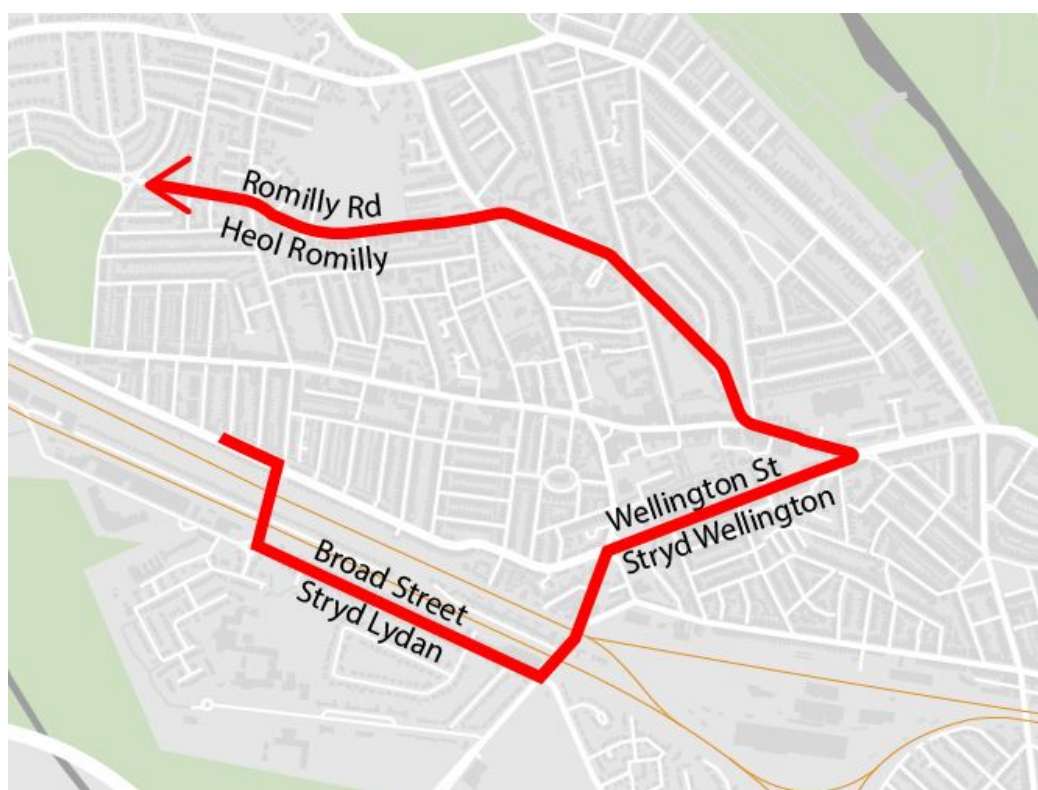 Romilly Rd
Heol Romilly
Wellington St
Stryd Wellington
Broad Street
Stryd Lydan